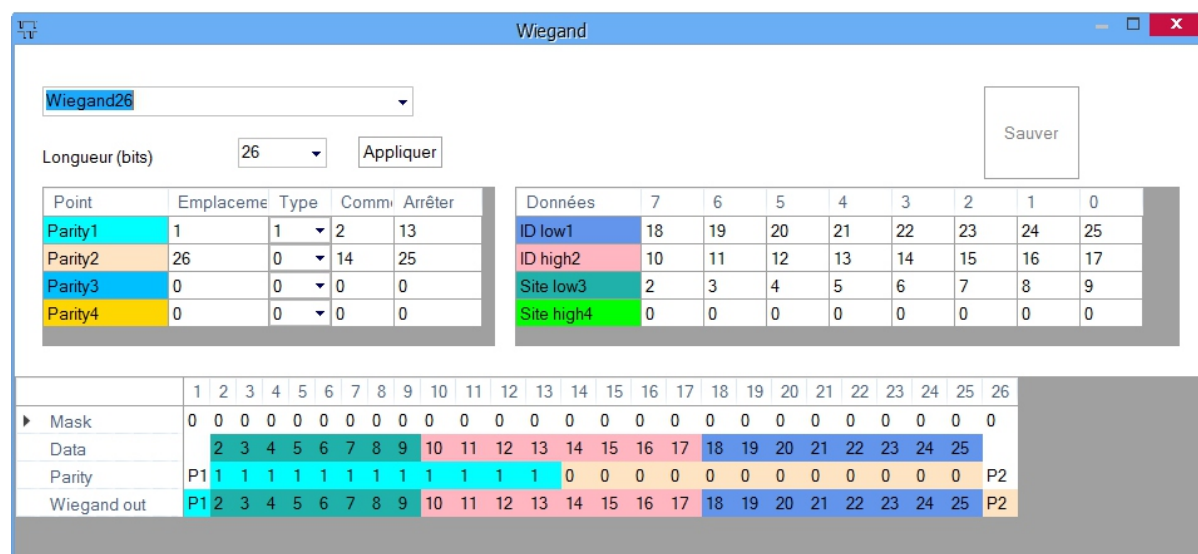 Wiegand
Wiegand26
Sauver
Longueur (bits) 26 Appliquer
Point Emplaceme Type Comm Arrêter
Parity1 1 1 2 13
Parity2 26 0 14 25
Parity3 0 0 0 0
Parity4 0 0 0 0
Données 7 6 5 4 3 2 1 0
ID low1 18 19 20 21 22 23 24 25
ID high2 10 11 12 13 14 15 16 17
Site low3 2 3 4 5 6 7 8 9
Site high4 0 0 0 0 0 0 0 0
1 2 3 4 5 6 7 8 9 10 11 12 13 14 15 16 17 18 19 20 21 22 23 24 25 26
Mask 0 0 0 0 0 0 0 0 0 0 0 0 0 0 0 0 0 0 0 0 0 0 0 0 0 0
Data 2 3 4 5 6 7 8 9 10 11 12 13 14 15 16 17 18 19 20 21 22 23 24 25
Parity P1 1 1 1 1 1 1 1 1 1 1 1 1 0 0 0 0 0 0 0 0 0 0 0 0 P2
Wiegand out P1 2 3 4 5 6 7 8 9 10 11 12 13 14 15 16 17 18 19 20 21 22 23 24 25 P2